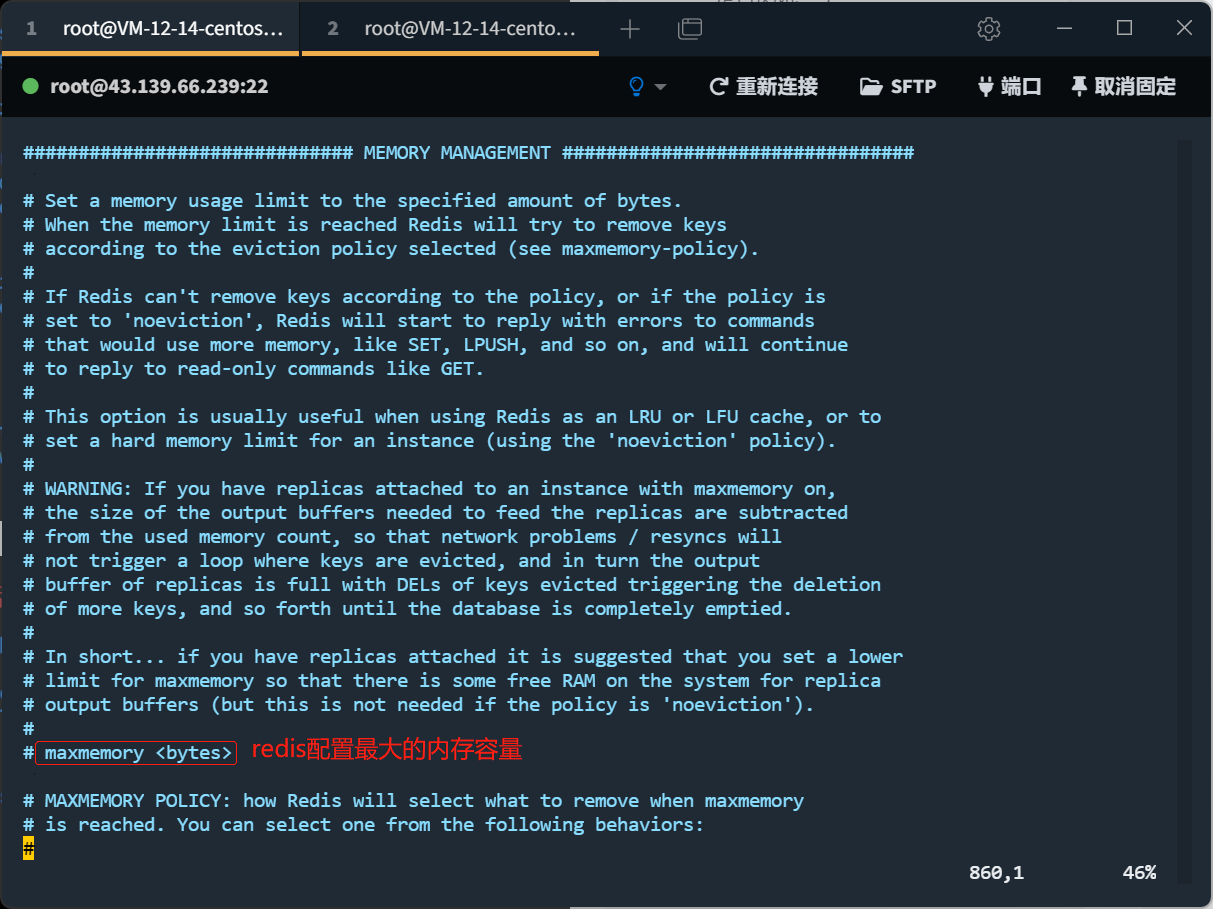 1 root@VM-12-14-centos... 2 root@VM-12-14-cento...
root@43.139.66.239:22 重新连接 SFTP 端口 取消固定
############################## MEMORY MANAGEMENT ################################
# Set a memory usage limit to the specified amount of bytes.
# When the memory limit is reached Redis will try to remove keys
# according to the eviction policy selected (see maxmemory-policy).
#
# If Redis can't remove keys according to the policy, or if the policy is
# set to 'noeviction', Redis will start to reply with errors to commands
# that would use more memory, like SET, LPUSH, and so on, and will continue
# to reply to read-only commands like GET.
#
# This option is usually useful when using Redis as an LRU or LFU cache, or to
# set a hard memory limit for an instance (using the 'noeviction' policy).
#
# WARNING: If you have replicas attached to an instance with maxmemory on,
# the size of the output buffers needed to feed the replicas are subtracted
# from the used memory count, so that network problems / resyncs will
# not trigger a loop where keys are evicted, and in turn the output
# buffer of replicas is full with DELs of keys evicted triggering the deletion
# of more keys, and so forth until the database is completely emptied.
#
# In short... if you have replicas attached it is suggested that you set a lower
# limit for maxmemory so that there is some free RAM on the system for replica
# output buffers (but this is not needed if the policy is 'noeviction').
#
# maxmemory <bytes> redis配置最大的内存容量
# MAXMEMORY POLICY: how Redis will select what to remove when maxmemory
# is reached. You can select one from the following behaviors:
#
860,1 46%